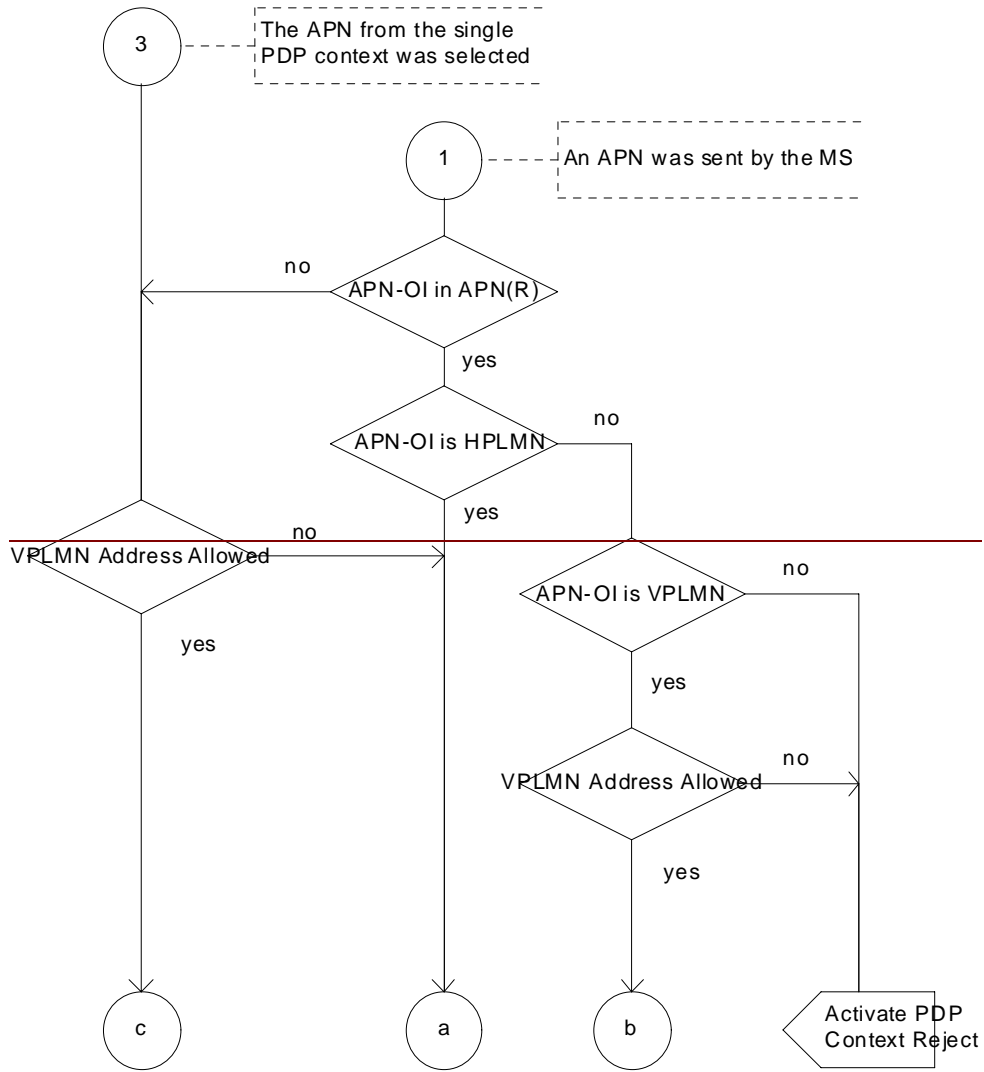 3
The APN from the single
PDP context was selected
1
An APN was sent by the MS
no
APN-OI in APN(R)
yes
no
APN-OI is HPLMN
yes
no
VPLMN Address Allowed
no
APN-OI is VPLMN
yes
yes
no
VPLMN Address Allowed
yes
c
a
b
Activate PDP
Context Reject